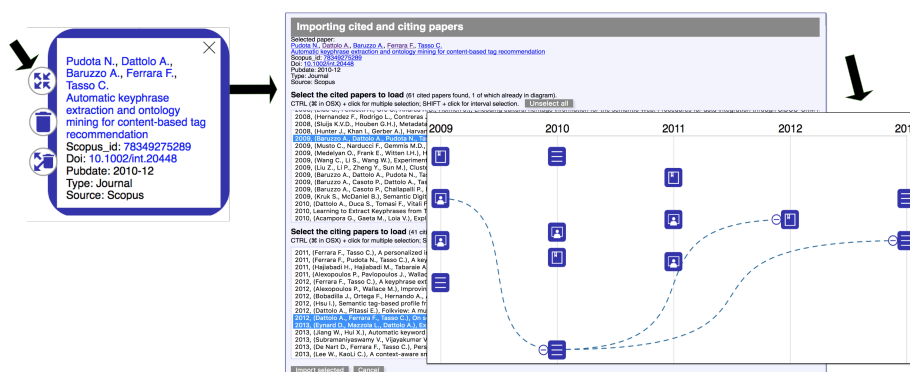 Pudota N., Dattolo A.,
Baruzzo A., Ferrara F.,
Tasso C.
Automatic keyphrase
extraction and ontology
mining for content-based tag
recommendation
Scopus_id: 78349275289
Doi: 10.1002/int.20448
Pubdate: 2010-12
Type: Journal
Source: Scopus
Importing cited and citing papers
Selected paper:
Pudota N., Dattolo A., Baruzzo A., Ferrara F., Tasso C.
Automatic keyphrase extraction and ontology mining for content-based tag recommendation
Scopus_id: 78349275289
Doi: 10.1002/int.20448
Pubdate: 2010-12
Type: Journal
Source: Scopus
Select the cited papers to load (61 cited papers found, 1 of which already in diagram).
CTRL (⌘ in OSX) + click for multiple selection; SHIFT + click for interval selection. Unselect all
2008, (Hernandez F., Rodrigo L., Contreras
2008, (Sluijs K.V.D., Houben G.H.), Metadata
2008, (Hunter J., Khan I., Gerber A.), Harvan
2009, (Baruzzo A., Dattolo A., Pudota N., Ta
2009, (Musto C., Narducci F., Gemmis M.D.,
2009, (Medelyan O., Frank E., Witten I.H.), H
2009, (Wang C., Li S., Wang W.), Experiment
2009, (Liu Z., Li P., Zheng Y., Sun M.), Cluste
2009, (Baruzzo A., Dattolo A., Pudota N., Ta
2009, (Baruzzo A., Casoto P., Dattolo A., Tas
2009, (Baruzzo A., Casoto P., Challapalli P.,
2009, (Kruk S., McDaniel B.), Semantic Digit
2010, (Dattolo A., Duca S., Tomasi F., Vitali F
2010, Learning to Extract Keyphrases from T
2010, (Acampora G., Gaeta M., Loia V.), Expl
Select the citing papers to load (41 cit
CTRL (⌘ in OSX) + click for multiple selection; S
2011, (Ferrara F., Tasso C.), A personalized i
2011, (Ferrara F., Pudota N., Tasso C.), A key
2011, (Hajiabadi H., Hajiabadi M., Tabaraie A
2011, (Alexopoulos P., Pavlopoulos J., Wallac
2012, (Ferrara F., Tasso C.), A keyphrase ext
2012, (Alexopoulos P., Wallace M.), Improvin
2012, (Bobadilla J., Ortega F., Hernando A.,
2012, (Hsu I.), Semantic tag-based profile fr
2012, (Dattolo A., Pitassi E.), Folkview: A mu
2012, (Dattolo A., Ferrara F., Tasso C.), On s
2013, (Eynard D., Mazzola L., Dattolo A.), Ex
2013, (Jiang W., Hui X.), Automatic keyword
2013, (Subramaniyaswamy V., Vijayakumar V
2013, (De Nart D., Ferrara F., Tasso C.), Pers
2013, (Lee W., KaoLi C.), A context-aware sn
Import selected Cancel
2009 2010 2011 2012 201